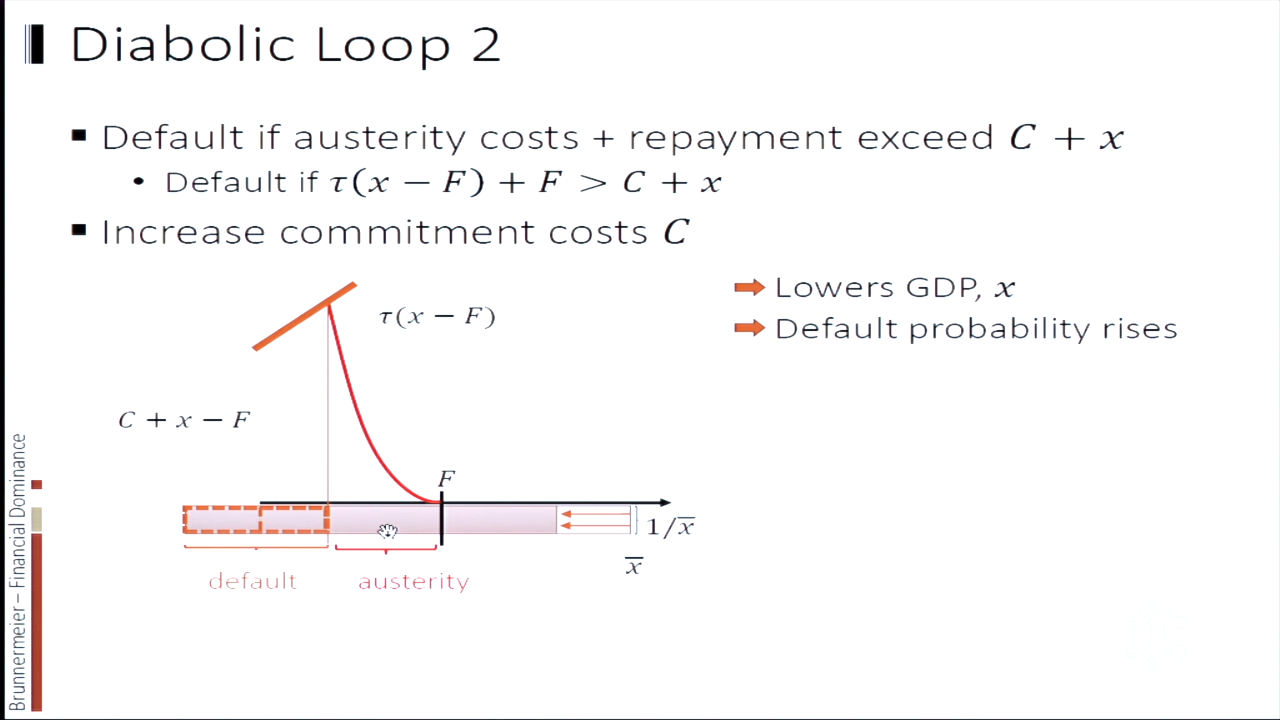 Diabolic Loop 2
Default if austerity costs + repayment exceed C + x
Default if τ(x − F) + F > C + x
Increase commitment costs C
Lowers GDP, x
Default probability rises
τ(x − F)
C + x − F
F
1/x̅
x̅
default
austerity
Brunnermeier – Financial Dominance